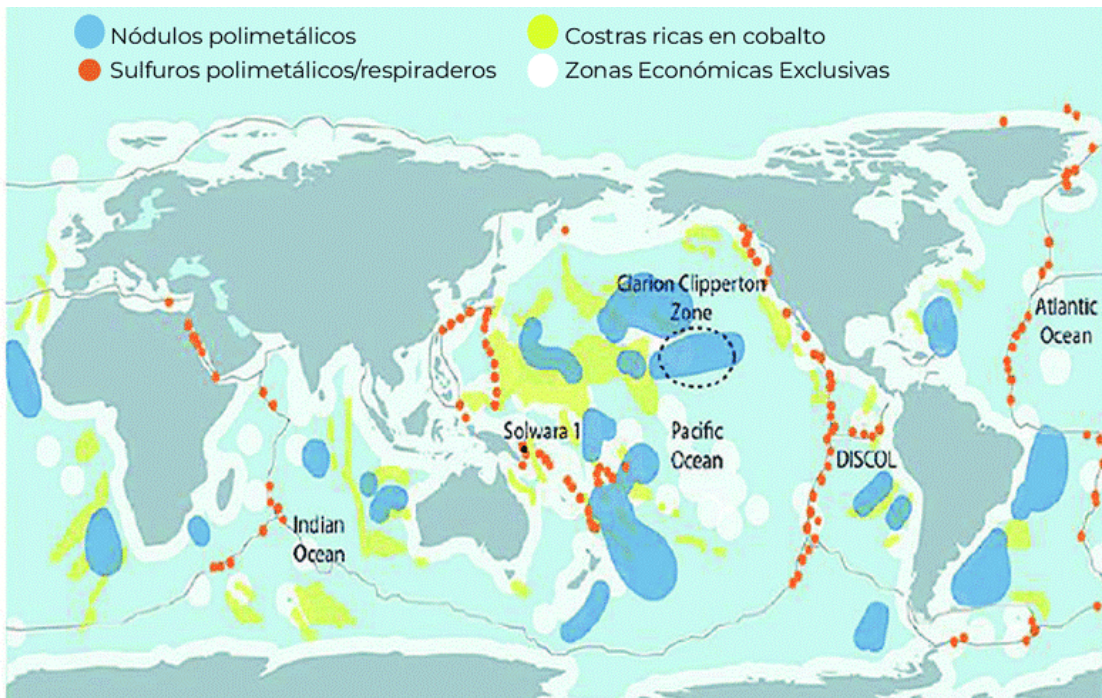 Nódulos polimetálicos
Costras ricas en cobalto
Sulfuros polimetálicos/respiraderos
Zonas Económicas Exclusivas
Clarion Clipperton
Zone
Atlantic
Ocean
Solwara 1
Pacific
Ocean
DISCOL
Indian
Ocean